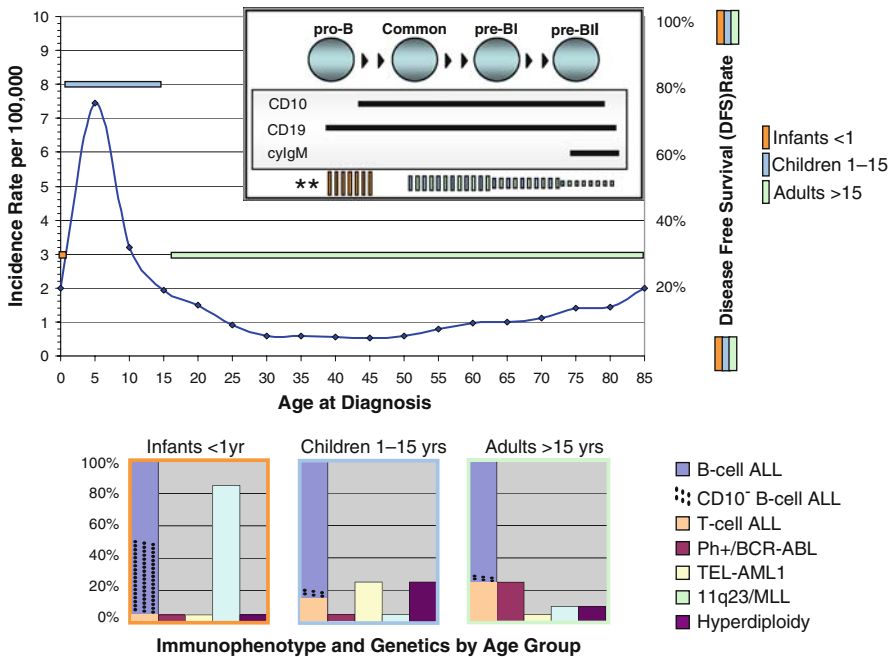 Incidence Rate per 100,000
10
9
8
7
6
5
4
3
2
1
0
0 5 10 15 20 25 30 35 40 45 50 55 60 65 70 75 80 85
Age at Diagnosis
pro-B Common pre-BI pre-BII
CD10
CD19
cyIgM
**
100%
80%
60%
40%
20%
Disease Free Survival (DFS)Rate
Infants <1
Children 1–15
Adults >15
Infants <1yr Children 1–15 yrs Adults >15 yrs
100%
80%
60%
40%
20%
0%
B-cell ALL
CD10⁻ B-cell ALL
T-cell ALL
Ph+/BCR-ABL
TEL-AML1
11q23/MLL
Hyperdiploidy
Immunophenotype and Genetics by Age Group